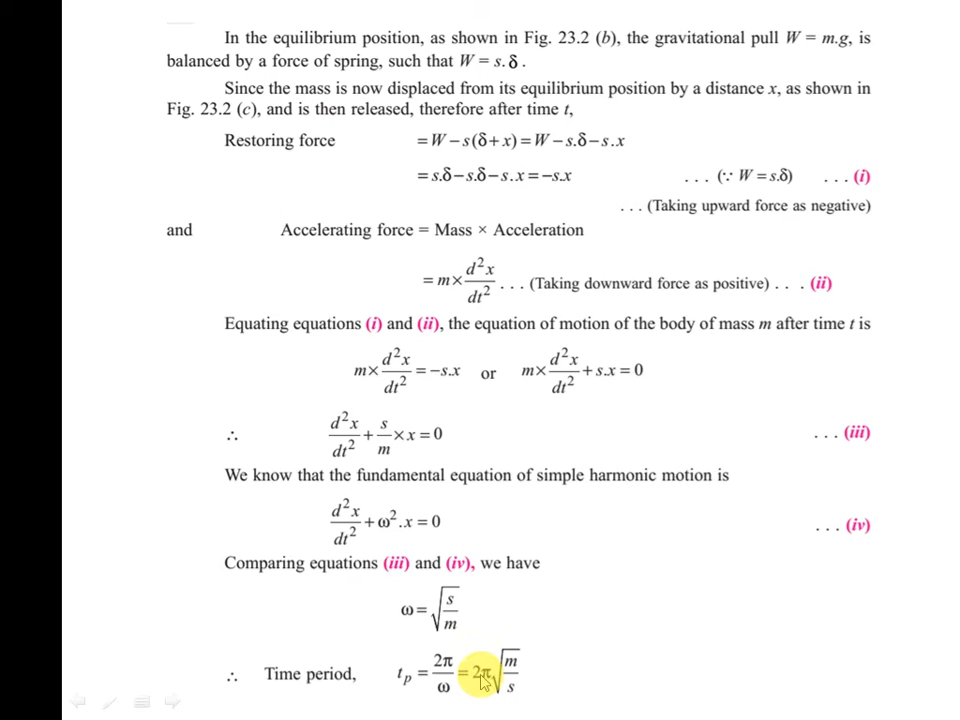 In the equilibrium position, as shown in Fig. 23.2 (b), the gravitational pull W = m.g, is
balanced by a force of spring, such that W = s.δ .
Since the mass is now displaced from its equilibrium position by a distance x, as shown in
Fig. 23.2 (c), and is then released, therefore after time t,
Restoring force = W − s(δ + x) = W − s.δ − s.x
= s.δ − s.δ − s.x = −s.x . . . (∵ W = s.δ) . . . (i)
. . . (Taking upward force as negative)
and Accelerating force = Mass × Acceleration
= m × d²x/dt² . . . (Taking downward force as positive) . . . (ii)
Equating equations (i) and (ii), the equation of motion of the body of mass m after time t is
m × d²x/dt² = −s.x or m × d²x/dt² + s.x = 0
∴ d²x/dt² + s/m × x = 0 . . . (iii)
We know that the fundamental equation of simple harmonic motion is
d²x/dt² + ω².x = 0 . . . (iv)
Comparing equations (iii) and (iv), we have
ω = √(s/m)
∴ Time period, tp = 2π/ω = 2π√(m/s)